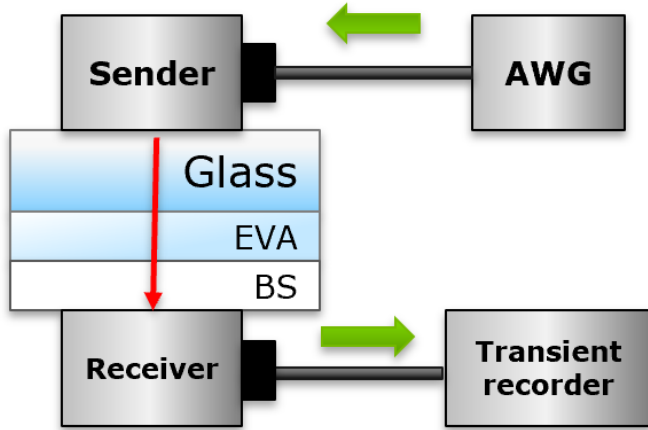 Sender
AWG
Glass
EVA
BS
Receiver
Transient
recorder